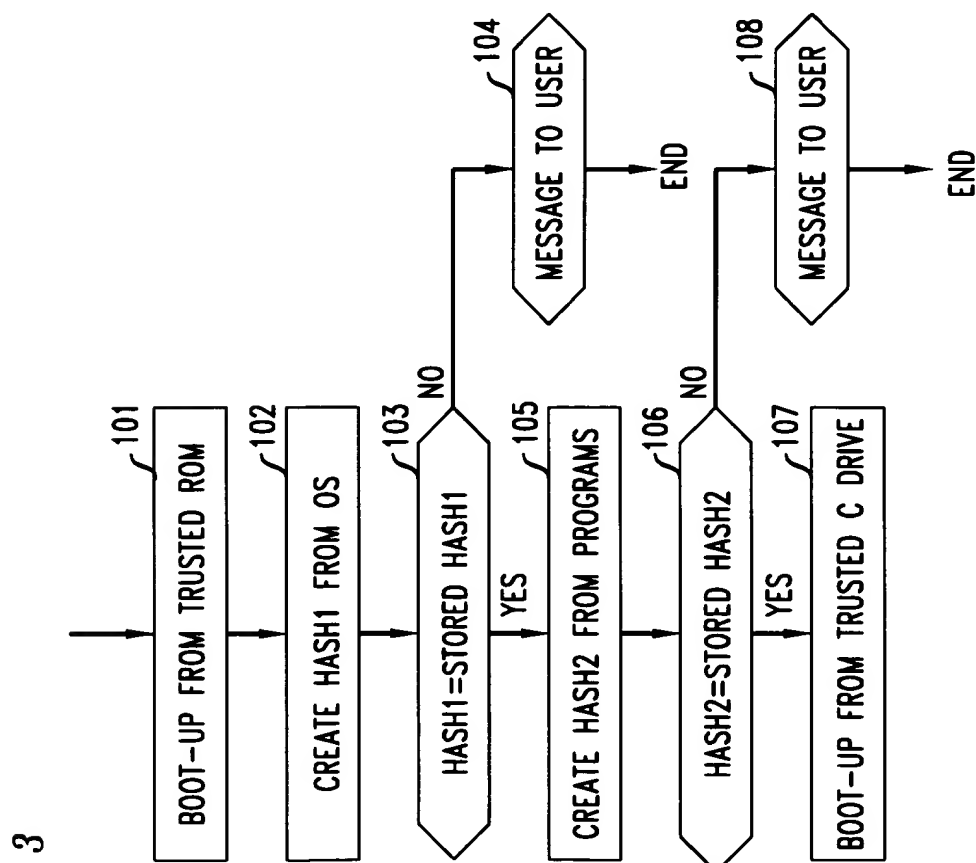 3
101
BOOT-UP FROM TRUSTED ROM
102
CREATE HASH1 FROM OS
103
HASH1=STORED HASH1
NO
104
MESSAGE TO USER
END
YES
105
CREATE HASH2 FROM PROGRAMS
106
HASH2=STORED HASH2
NO
108
MESSAGE TO USER
END
YES
107
BOOT-UP FROM TRUSTED C DRIVE